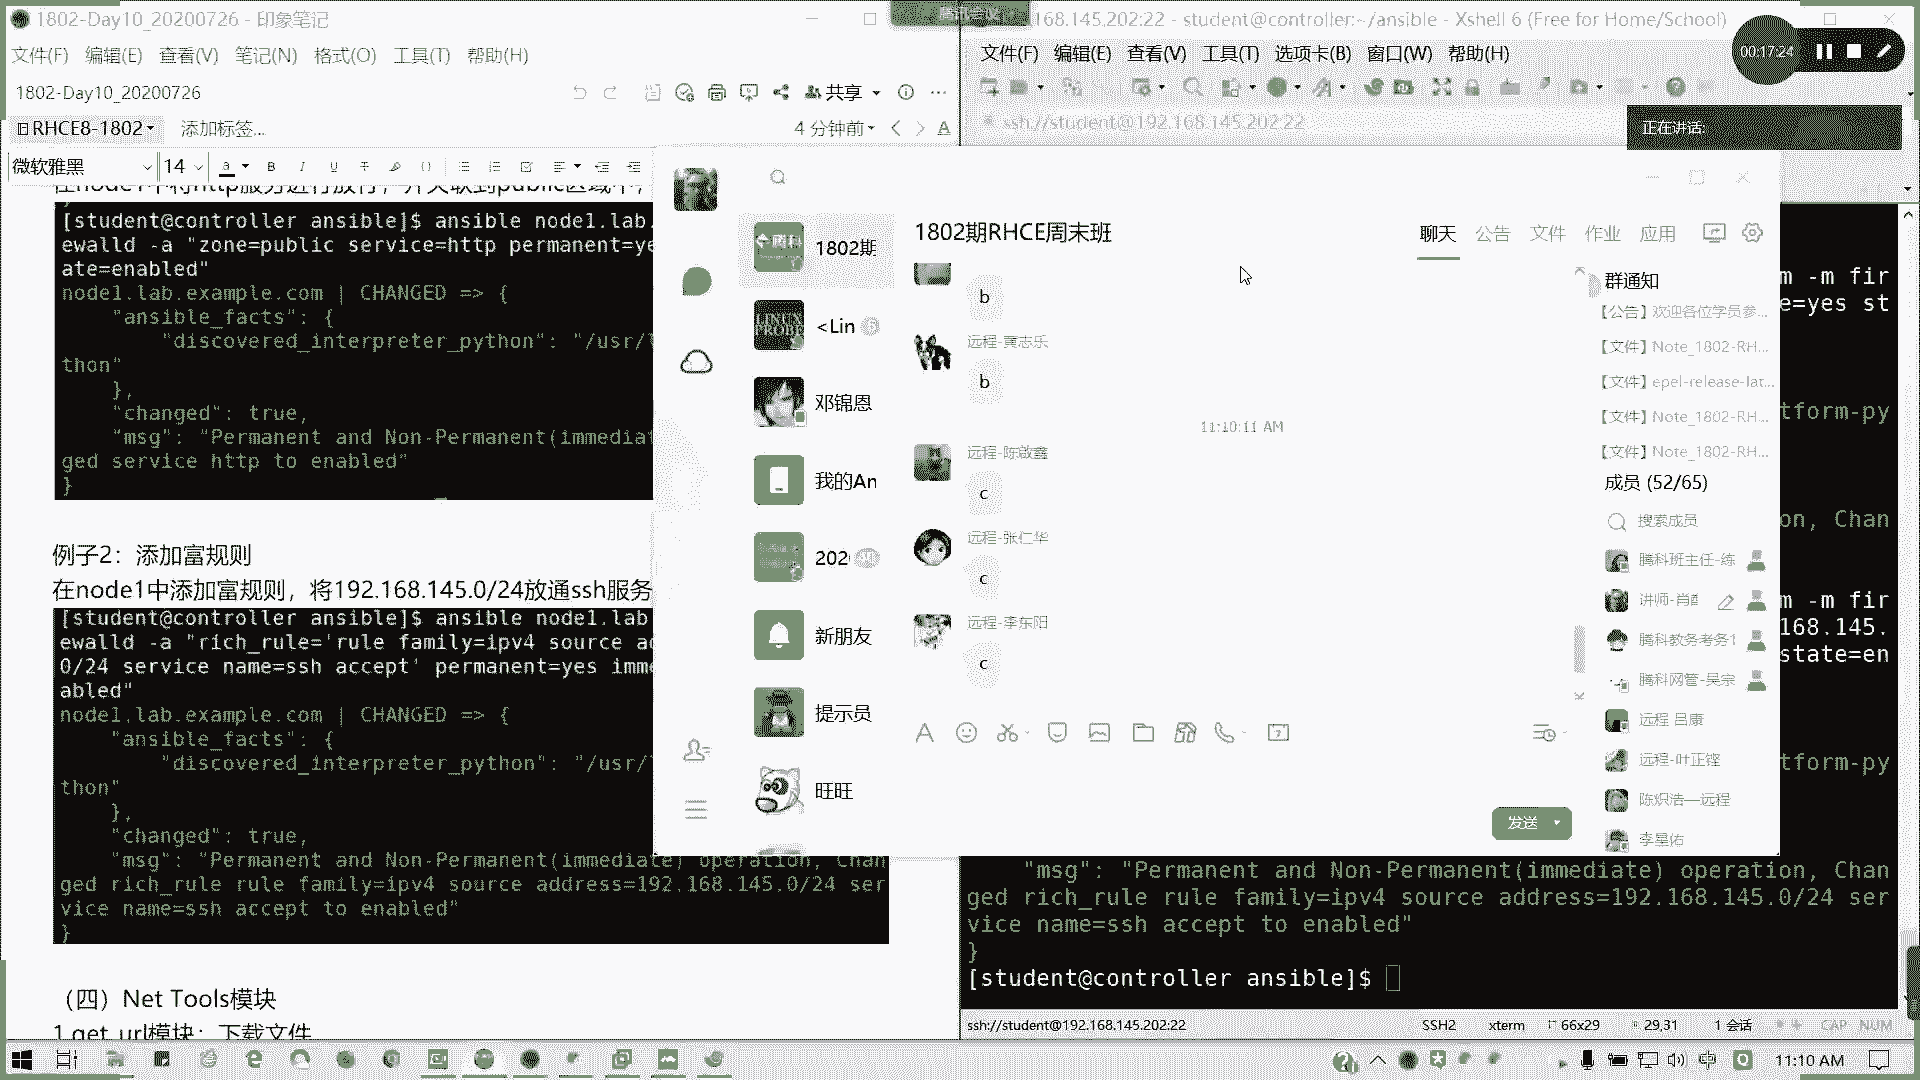 1802-Day10_20200726 - 印象笔记
文件(F) 编辑(E) 查看(V) 笔记(N) 格式(O) 工具(T) 帮助(H)
1802-Day10_20200726
共享
RHCE8-1802 添加标签...
4 分钟前
微软雅黑 14
[student@controller ansible]$ ansible node1.lab.
ewalld -a "zone=public service=http permanent=ye
ate=enabled"
node1.lab.example.com | CHANGED => {
"ansible_facts": {
"discovered_interpreter_python": "/usr/
thon"
},
"changed": true,
"msg": "Permanent and Non-Permanent(immediat
ged service http to enabled"
}
例子2：添加富规则
在node1中添加富规则，将192.168.145.0/24放通ssh服务
[student@controller ansible]$ ansible node1.lab
ewalld -a "rich_rule='rule family=ipv4 source ad
0/24 service name=ssh accept' permanent=yes imme
abled"
node1.lab.example.com | CHANGED => {
"ansible_facts": {
"discovered_interpreter_python": "/usr/
thon"
},
"changed": true,
"msg": "Permanent and Non-Permanent(immediate) operation, Chan
ged rich_rule rule family=ipv4 source address=192.168.145.0/24 ser
vice name=ssh accept to enabled"
}
（四）Net Tools模块
1.get_url模块：下载文件
腾讯会议
168.145.202:22 - student@controller:~/ansible - Xshell 6 (Free for Home/School)
文件(F) 编辑(E) 查看(V) 工具(T) 选项卡(B) 窗口(W) 帮助(H)
00:17:24
ssh://student@192.168.145.202:22
正在讲话:
1802期
<Lin
邓锦恩
我的An
202
新朋友
提示员
旺旺
1802期RHCE周末班
聊天 公告 文件 作业 应用
b
远程-黄志乐
b
11:10:11 AM
远程-陈啟鑫
c
远程-张仁华
c
远程-李东阳
c
发送
群通知
【公告】欢迎各位学员参...
【文件】Note_1802-RH...
【文件】epel-release-lat...
【文件】Note_1802-RH...
【文件】Note_1802-RH...
成员 (52/65)
搜索成员
腾科班主任-练
腾科教务考务1
腾科网管-吴宗
远程 吕康
远程-叶正铿
陈炽浩—远程
李星佑
m -m fir
e=yes st
tform-py
on, Chan
m -m fir
168.145.
state=en
tform-py
"msg": "Permanent and Non-Permanent(immediate) operation, Chan
ged rich_rule rule family=ipv4 source address=192.168.145.0/24 ser
vice name=ssh accept to enabled"
}
[student@controller ansible]$
ssh://student@192.168.145.202:22 SSH2 xterm 66x29 29,31 1 会话 CAP NUM
中 11:10 AM